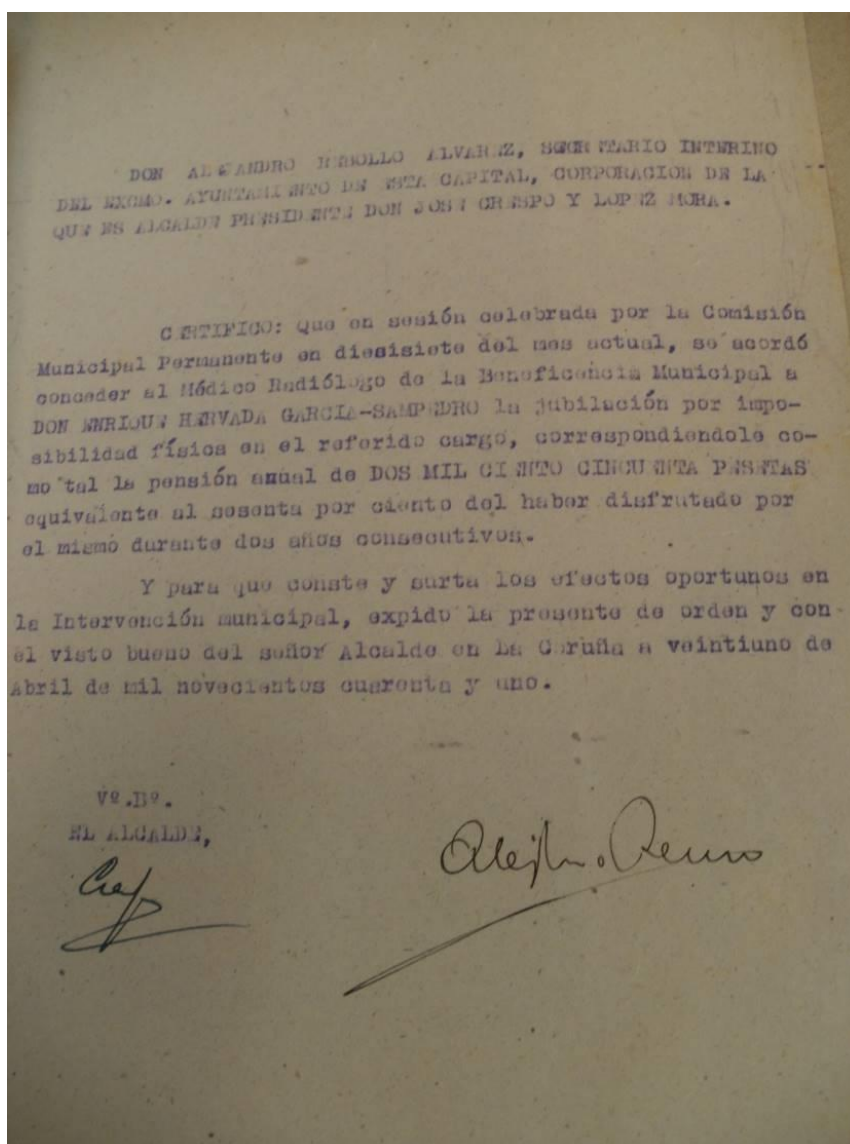 DON ALEJANDRO REBOLLO ALVAREZ, SECRETARIO INTERINO
DEL EXCMO. AYUNTAMIENTO DE ESTA CAPITAL, CORPORACION DE LA
QUE ES ALCALDE PRESIDENTE DON JOSE CRESPO Y LOPEZ MORA.
CERTIFICO: Que en sesión celebrada por la Comisión
Municipal Permanente en diesisiete del mes actual, se acordó
conceder al Médico Radiólogo de la Beneficencia Municipal a
DON ENRIQUE HERVADA GARCIA-SAMPEDRO la jubilación por impo-
sibilidad física en el referido cargo, correspondiendole co-
mo tal la pensión anual de DOS MIL CIENTO CINCUENTA PESETAS
equivalente al sesenta por ciento del haber disfrutado por
el mismo durante dos años consecutivos.
Y para que conste y surta los efectos oportunos en
la Intervención municipal, expido la presente de orden y con
el visto bueno del señor Alcalde en La Coruña a veintiuno de
Abril de mil novecientos cuarenta y uno.
Vº.Bº.
EL ALCALDE,